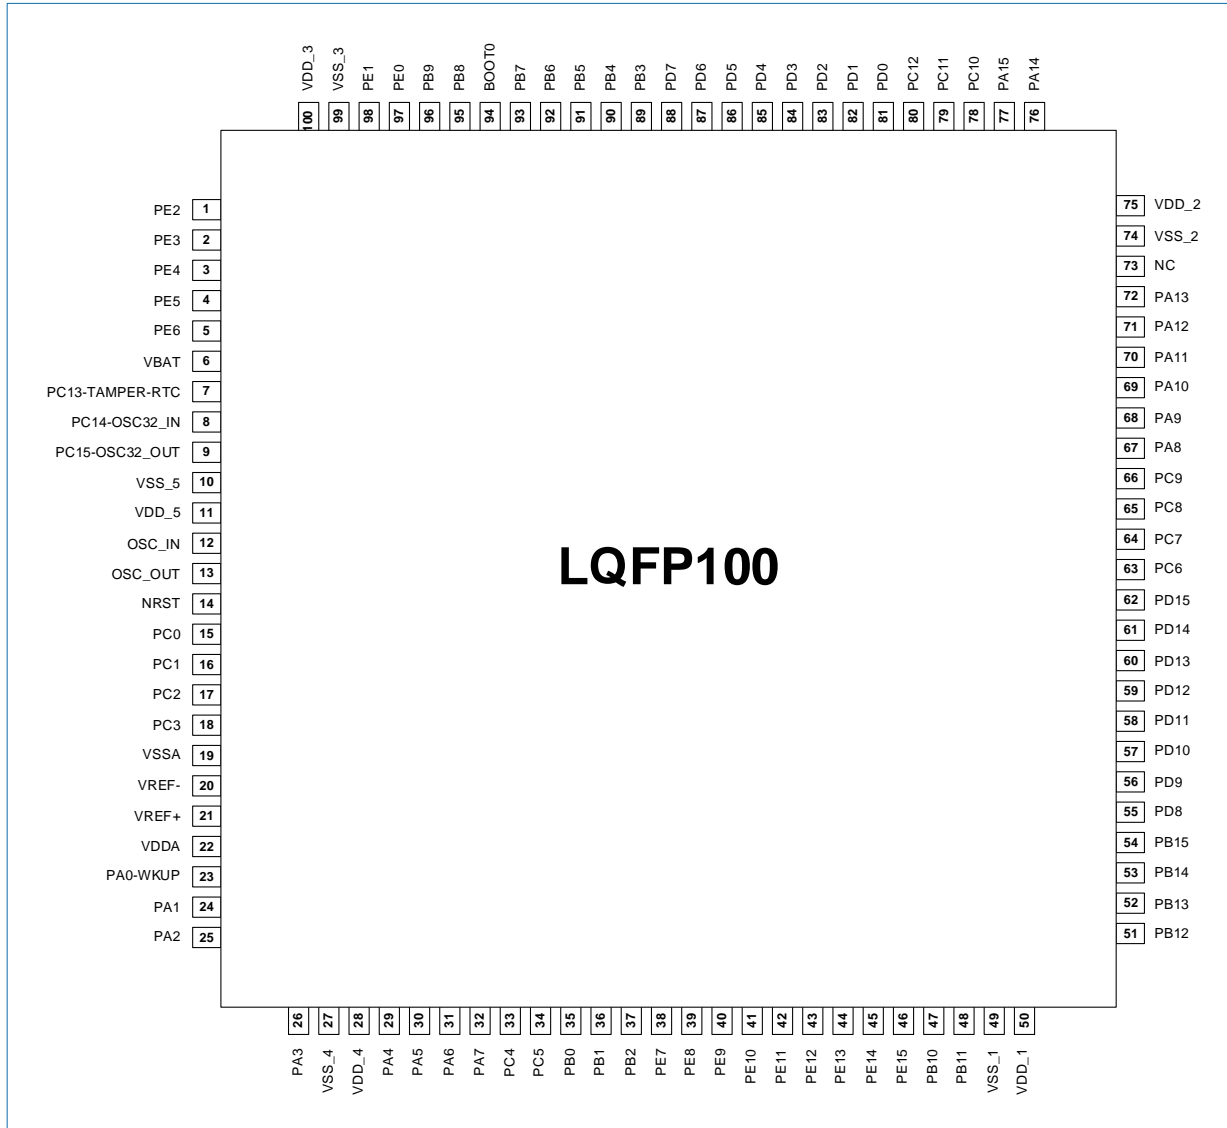 VDD_3 VSS_3 PE1 PE0 PB9 PB8 BOOT0 PB7 PB6 PB5 PB4 PB3 PD7 PD6 PD5 PD4 PD3 PD2 PD1 PD0 PC12 PC11 PC10 PA15 PA14
100 99 98 97 96 95 94 93 92 91 90 89 88 87 86 85 84 83 82 81 80 79 78 77 76
PE2 1
PE3 2
PE4 3
PE5 4
PE6 5
VBAT 6
PC13-TAMPER-RTC 7
PC14-OSC32_IN 8
PC15-OSC32_OUT 9
VSS_5 10
VDD_5 11
OSC_IN 12
OSC_OUT 13
NRST 14
PC0 15
PC1 16
PC2 17
PC3 18
VSSA 19
VREF- 20
VREF+ 21
VDDA 22
PA0-WKUP 23
PA1 24
PA2 25
LQFP100
75 VDD_2
74 VSS_2
73 NC
72 PA13
71 PA12
70 PA11
69 PA10
68 PA9
67 PA8
66 PC9
65 PC8
64 PC7
63 PC6
62 PD15
61 PD14
60 PD13
59 PD12
58 PD11
57 PD10
56 PD9
55 PD8
54 PB15
53 PB14
52 PB13
51 PB12
26 27 28 29 30 31 32 33 34 35 36 37 38 39 40 41 42 43 44 45 46 47 48 49 50
PA3 VSS_4 VDD_4 PA4 PA5 PA6 PA7 PC4 PC5 PB0 PB1 PB2 PE7 PE8 PE9 PE10 PE11 PE12 PE13 PE14 PE15 PB10 PB11 VSS_1 VDD_1